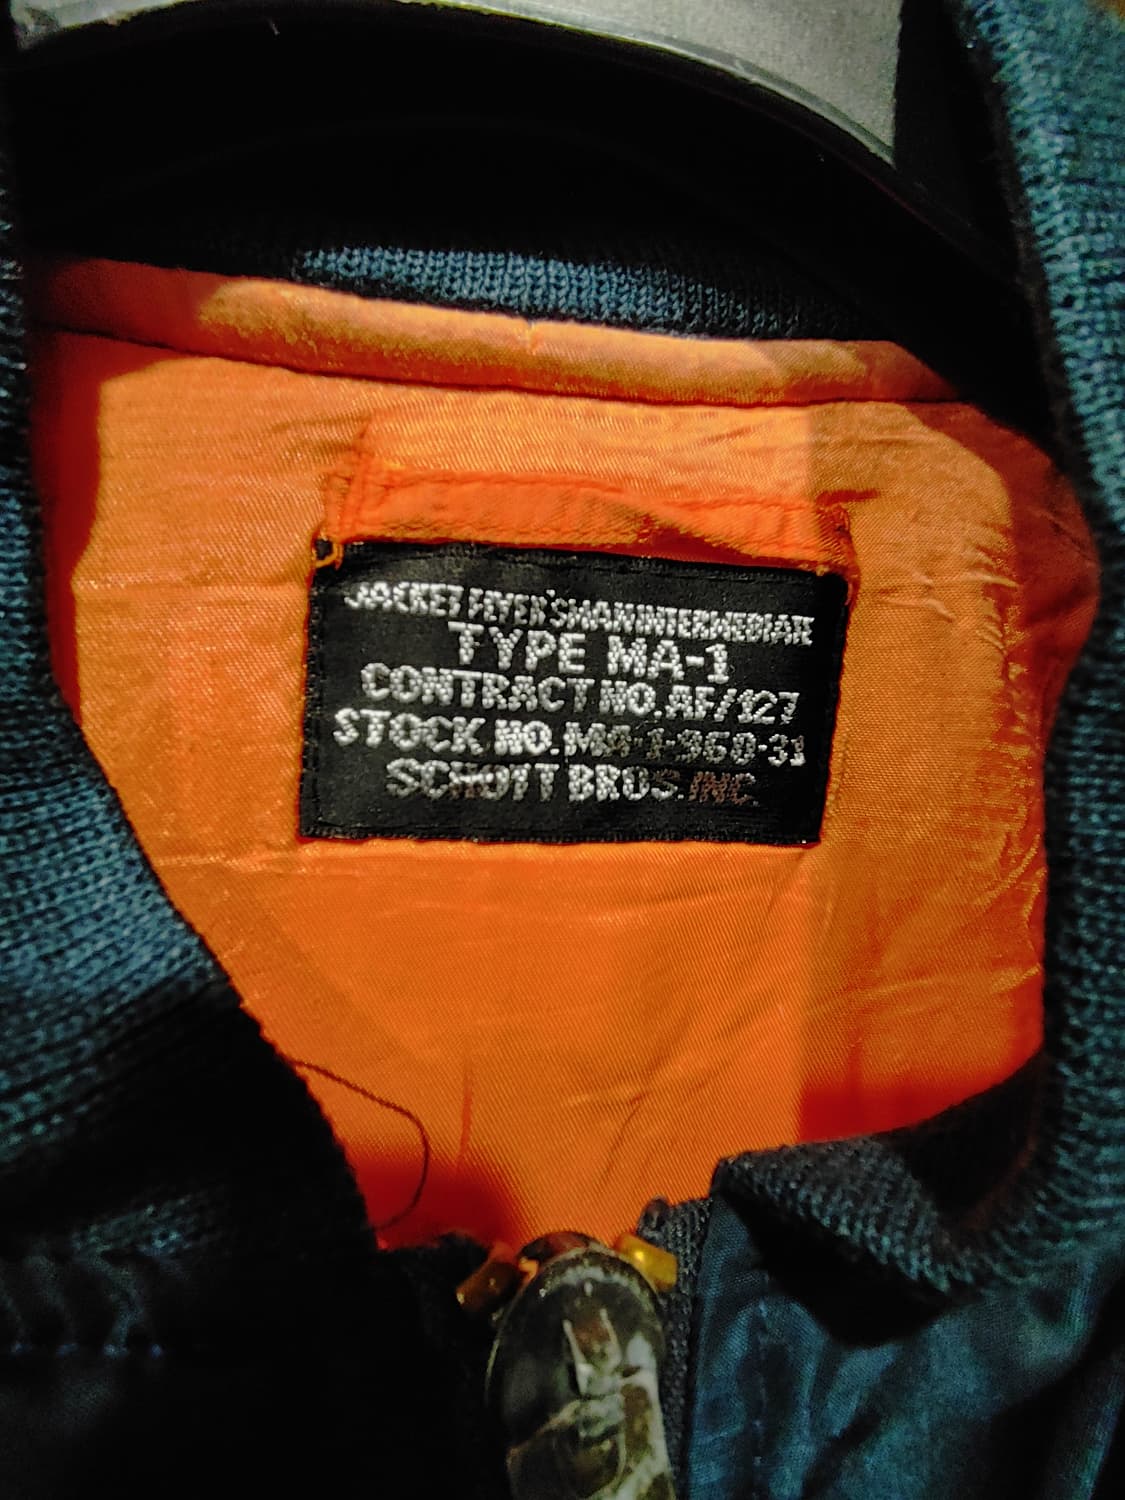 JACKET FLYER'S MAN INTERMEDIATE
TYPE MA-1
CONTRACT NO.AF/127
STOCK NO.MA-1-360-31
SCHOTT BROS.INC.